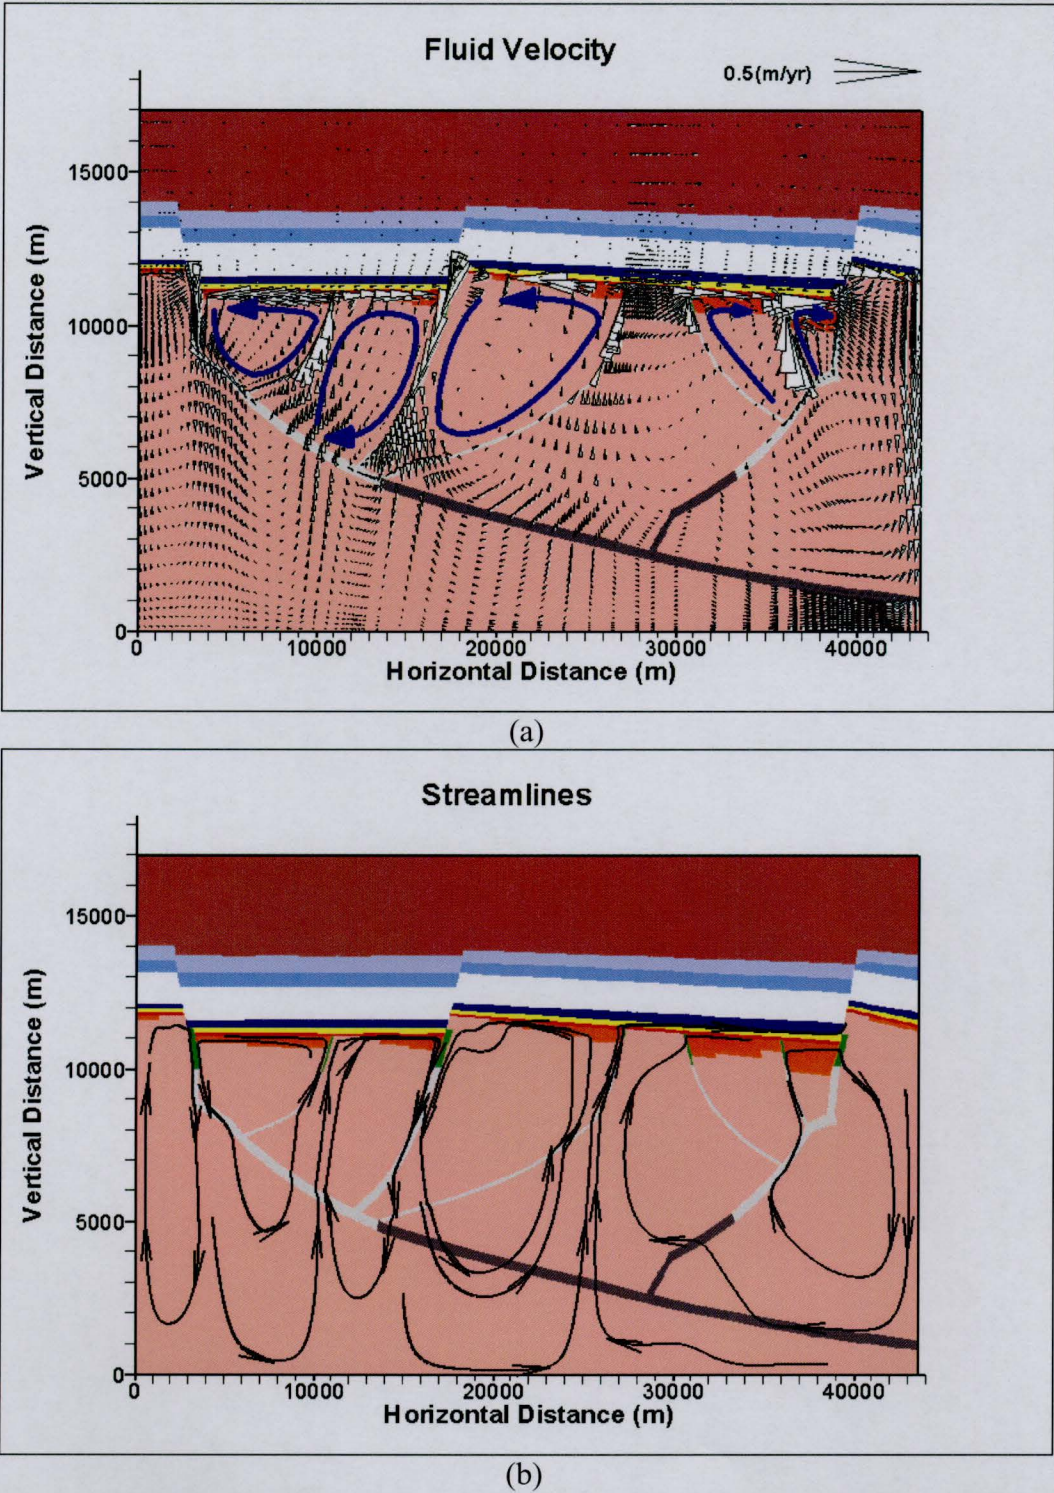 Fluid Velocity
0.5(m/yr)
Vertical Distance (m)
15000
10000
5000
0
0 10000 20000 30000 40000
Horizontal Distance (m)
(a)
Streamlines
Vertical Distance (m)
15000
10000
5000
0
0 10000 20000 30000 40000
Horizontal Distance (m)
(b)